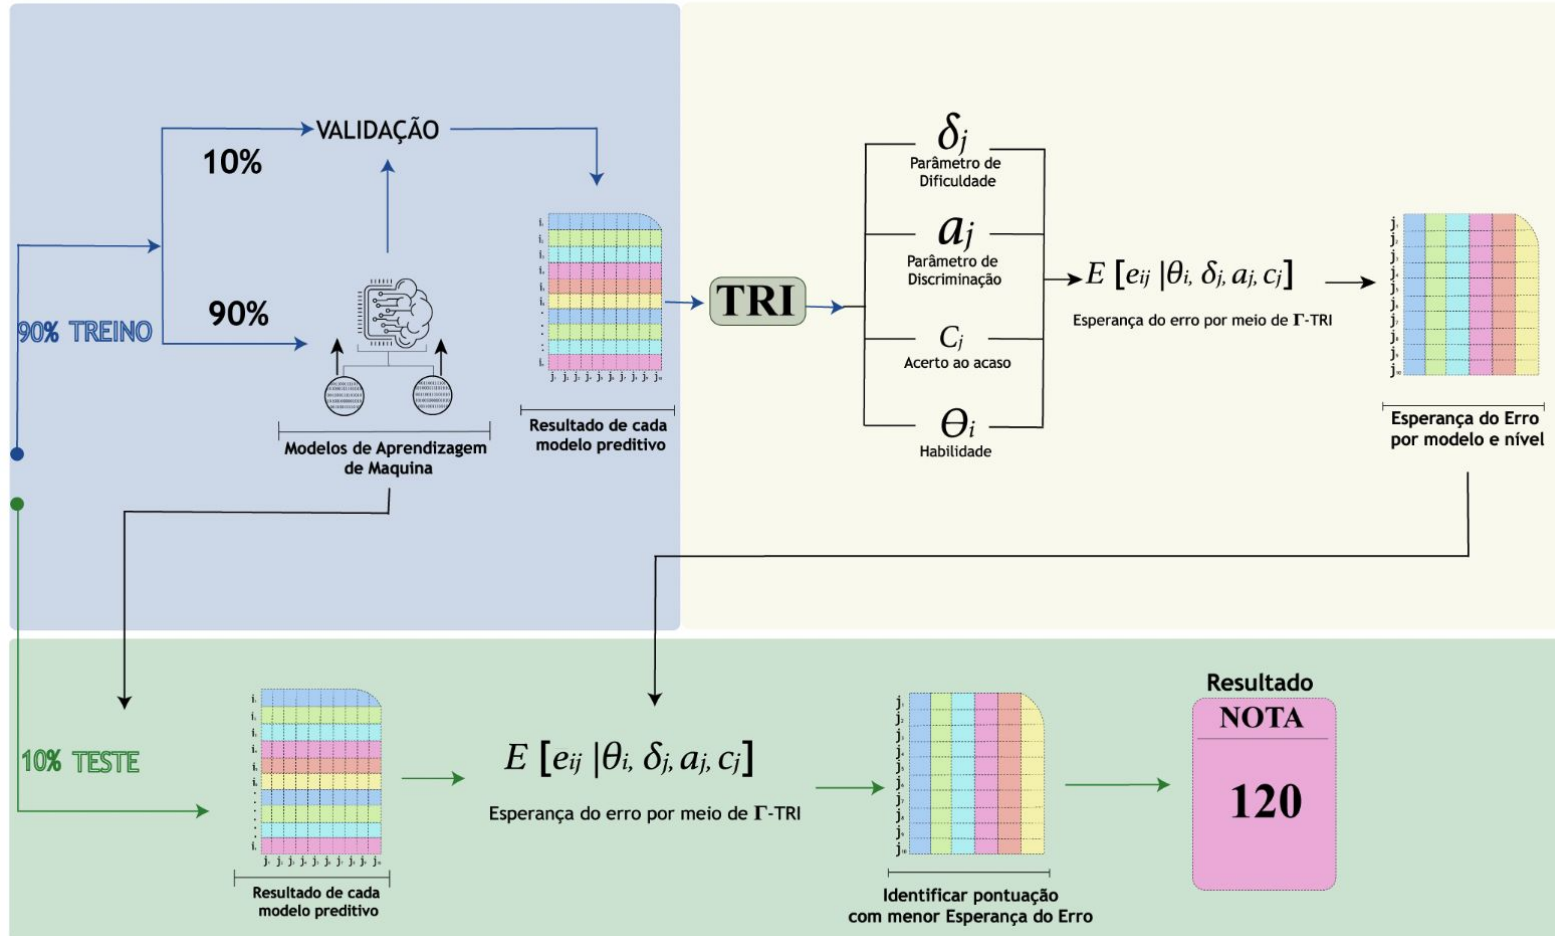 VALIDAÇÃO
10%
90% TREINO
90%
Modelos de Aprendizagem
de Maquina
Resultado de cada
modelo preditivo
TRI
δj
Parâmetro de
Dificuldade
aj
Parâmetro de
Discriminação
Cj
Acerto ao acaso
θi
Habilidade
E [eij |θi, δj, aj, cj]
Esperança do erro por meio de Γ-TRI
Esperança do Erro
por modelo e nível
10% TESTE
Resultado de cada
modelo preditivo
E [eij |θi, δj, aj, cj]
Esperança do erro por meio de Γ-TRI
Identificar pontuação
com menor Esperança do Erro
Resultado
NOTA
120